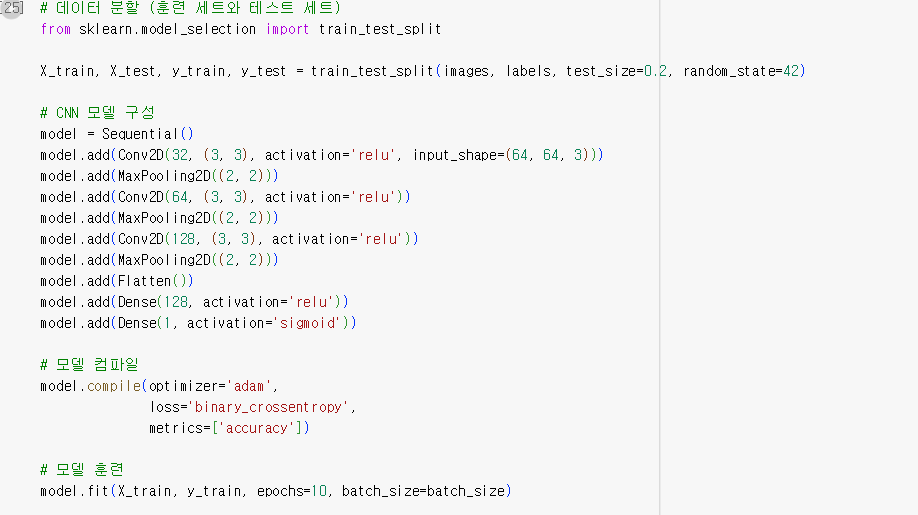 [25]
# 데이터 분할 (훈련 세트와 테스트 세트)
from sklearn.model_selection import train_test_split
X_train, X_test, y_train, y_test = train_test_split(images, labels, test_size=0.2, random_state=42)
# CNN 모델 구성
model = Sequential()
model.add(Conv2D(32, (3, 3), activation='relu', input_shape=(64, 64, 3)))
model.add(MaxPooling2D((2, 2)))
model.add(Conv2D(64, (3, 3), activation='relu'))
model.add(MaxPooling2D((2, 2)))
model.add(Conv2D(128, (3, 3), activation='relu'))
model.add(MaxPooling2D((2, 2)))
model.add(Flatten())
model.add(Dense(128, activation='relu'))
model.add(Dense(1, activation='sigmoid'))
# 모델 컴파일
model.compile(optimizer='adam',
loss='binary_crossentropy',
metrics=['accuracy'])
# 모델 훈련
model.fit(X_train, y_train, epochs=10, batch_size=batch_size)